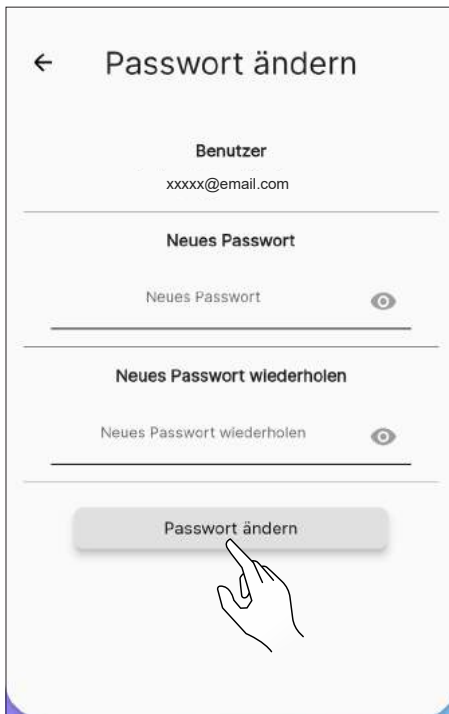 Passwort ändern
Benutzer
xxxxx@email.com
Neues Passwort
Neues Passwort
Neues Passwort wiederholen
Neues Passwort wiederholen
Passwort ändern